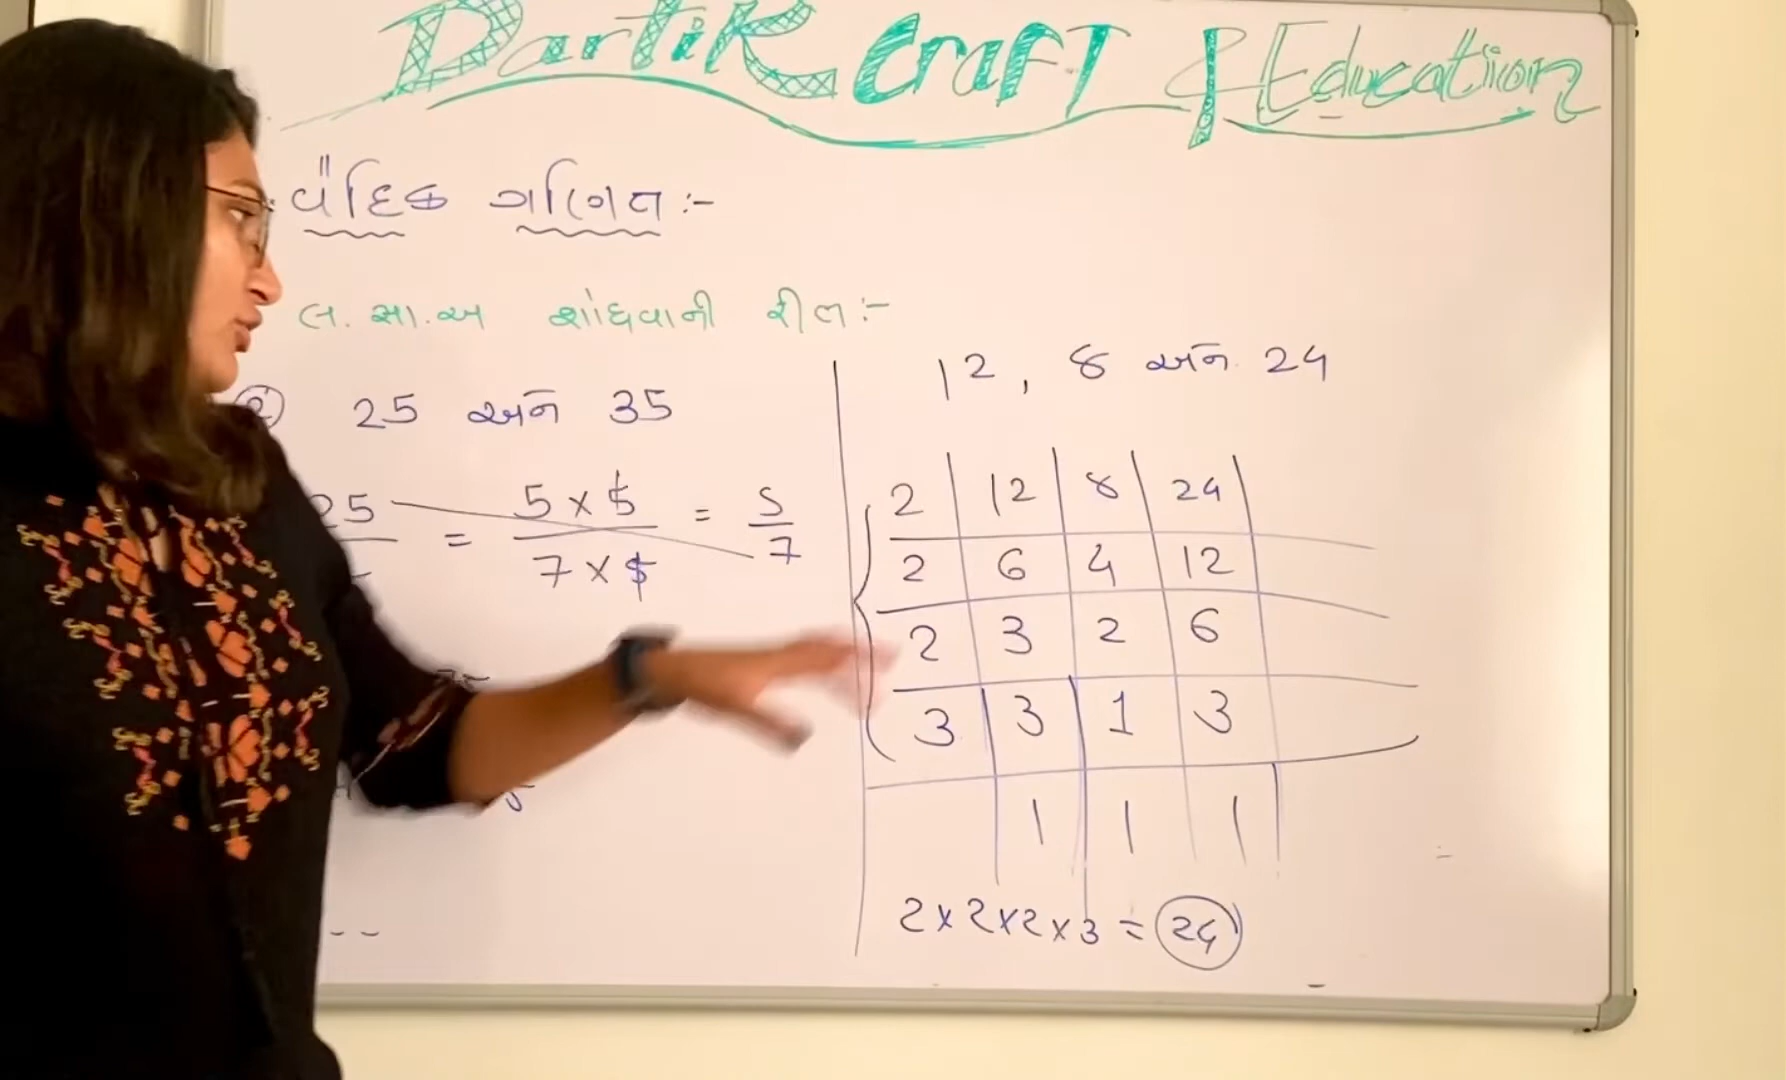 Dartik Craft & Education
વૈદિક ગણિત :-
લ. સા. અ શોધવાની રીત :-
૨ 25 અને 35
25 = 5 x 5 = 5
7 x 5 7
12, 8 અને 24
2 12 8 24
2 6 4 12
2 3 2 6
3 3 1 3
1 1 1
2 x 2 x 2 x 3 = 24